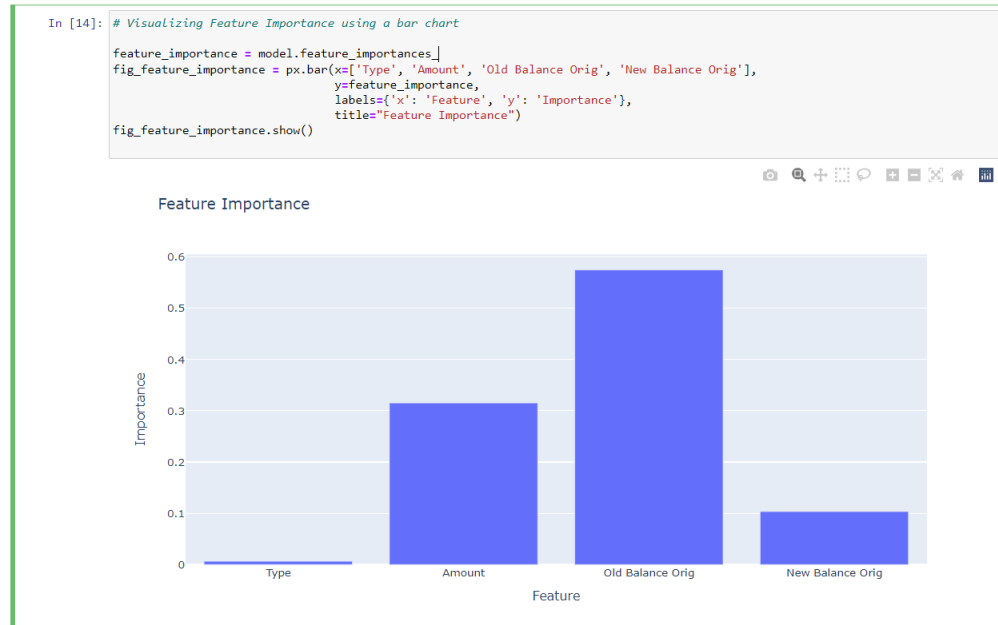 In [14]: # Visualizing Feature Importance using a bar chart
feature_importance = model.feature_importances_
fig_feature_importance = px.bar(x=['Type', 'Amount', 'Old Balance Orig', 'New Balance Orig'],
y=feature_importance,
labels={'x': 'Feature', 'y': 'Importance'},
title="Feature Importance")
fig_feature_importance.show()
Feature Importance
0.6
0.5
0.4
0.3
0.2
0.1
0
Importance
Type Amount Old Balance Orig New Balance Orig
Feature